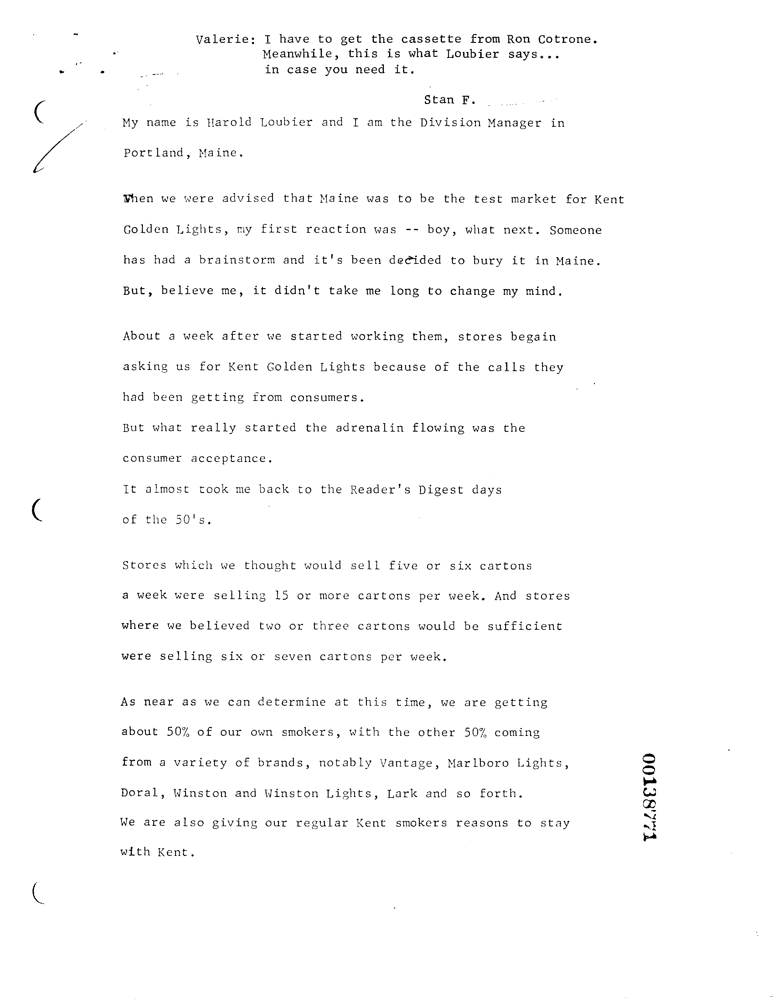 Valerie: I have to get the cassette from Ron Cotrone.
Meanwhile, this is what Loubier says...
in case you need it.
Stan F.
My name is Harold Loubier and I am the Division Manager in
Portland, Maine.
When we were advised that Maine was to be the test market for Kent
Golden Lights, my first reaction was -- boy, what next. Someone
has had a brainstorm and it's been decided to bury it in Maine.
But, believe me, it didn't take me long to change my mind.
About a week after we started working them, stores begain
asking us for Kent Golden Lights because of the calls they
had been getting from consumers.
But what really started the adrenalin flowing was the
consumer acceptance.
It almost took me back to the Reader's Digest days
of the 50's.
Stores which we thought would sell five or six cartons
a week were selling 15 or more cartons per week. And stores
where we believed two or three cartons would be sufficient
were selling six or seven cartons per week.
As near as we can determine at this time, we are getting
about 50% of our own smokers, with the other 50% coming
from a variety of brands, notably Vantage, Marlboro Lights,
Doral, Winston and Winston Lights, Lark and so forth.
We are also giving our regular Kent smokers reasons to stay
with Kent.
00138771